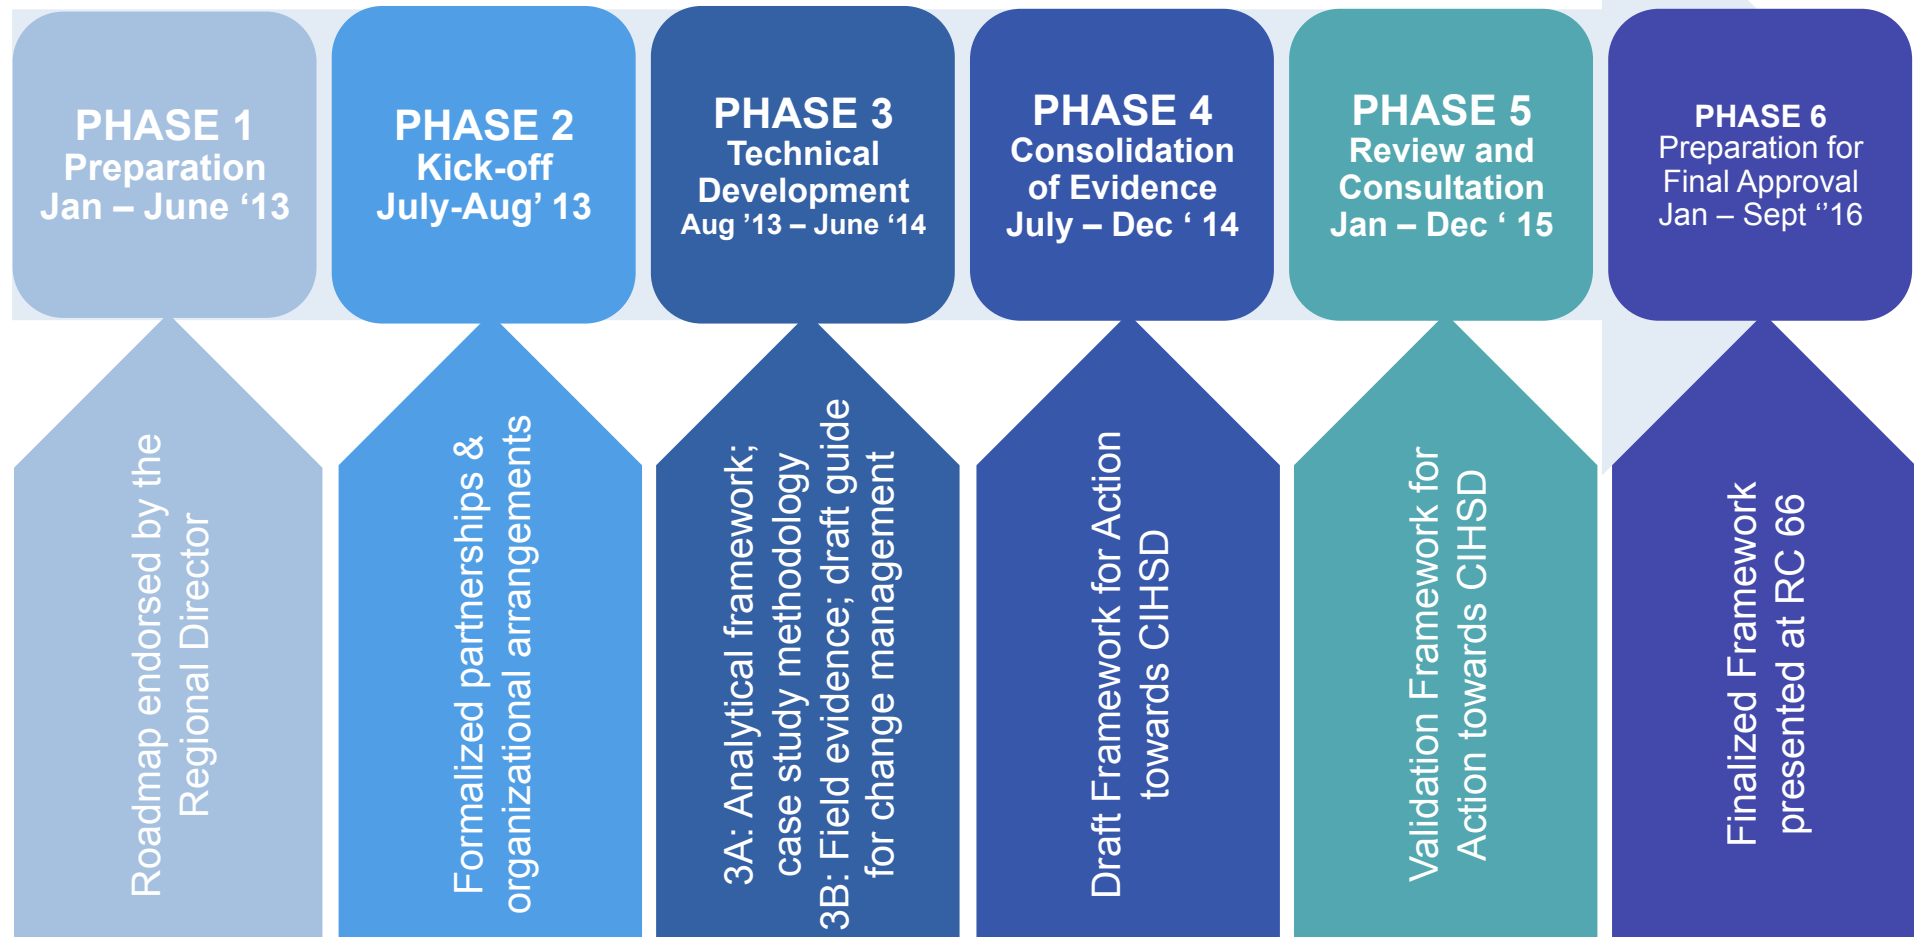 PHASE 1
Preparation
Jan – June ‘13
PHASE 2
Kick-off
July-Aug’ 13
PHASE 3
Technical
Development
Aug ’13 – June ‘14
PHASE 4
Consolidation
of Evidence
July – Dec ‘ 14
PHASE 5
Review and
Consultation
Jan – Dec ‘ 15
PHASE 6
Preparation for
Final Approval
Jan – Sept ‘’16
Roadmap endorsed by the
Regional Director
Formalized partnerships &
organizational arrangements
3A: Analytical framework;
case study methodology
3B: Field evidence; draft guide
for change management
Draft Framework for Action
towards CIHSD
Validation Framework for
Action towards CIHSD
Finalized Framework
presented at RC 66